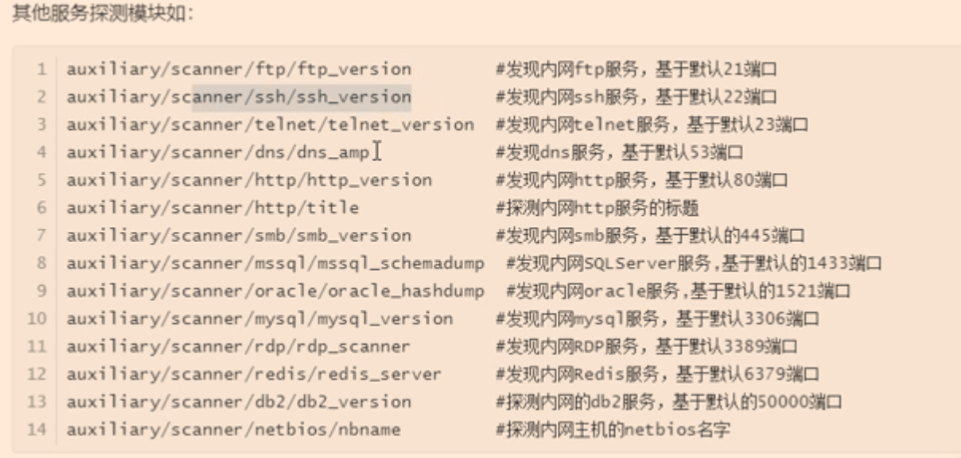 其他服务探测模块如：
1 auxiliary/scanner/ftp/ftp_version #发现内网ftp服务，基于默认21端口
2 auxiliary/scanner/ssh/ssh_version #发现内网ssh服务，基于默认22端口
3 auxiliary/scanner/telnet/telnet_version #发现内网telnet服务，基于默认23端口
4 auxiliary/scanner/dns/dns_amp #发现dns服务，基于默认53端口
5 auxiliary/scanner/http/http_version #发现内网http服务，基于默认80端口
6 auxiliary/scanner/http/title #探测内网http服务的标题
7 auxiliary/scanner/smb/smb_version #发现内网smb服务，基于默认的445端口
8 auxiliary/scanner/mssql/mssql_schemadump #发现内网SQLServer服务,基于默认的1433端口
9 auxiliary/scanner/oracle/oracle_hashdump #发现内网oracle服务,基于默认的1521端口
10 auxiliary/scanner/mysql/mysql_version #发现内网mysql服务，基于默认3306端口
11 auxiliary/scanner/rdp/rdp_scanner #发现内网RDP服务，基于默认3389端口
12 auxiliary/scanner/redis/redis_server #发现内网Redis服务，基于默认6379端口
13 auxiliary/scanner/db2/db2_version #探测内网的db2服务，基于默认的50000端口
14 auxiliary/scanner/netbios/nbname #探测内网主机的netbios名字